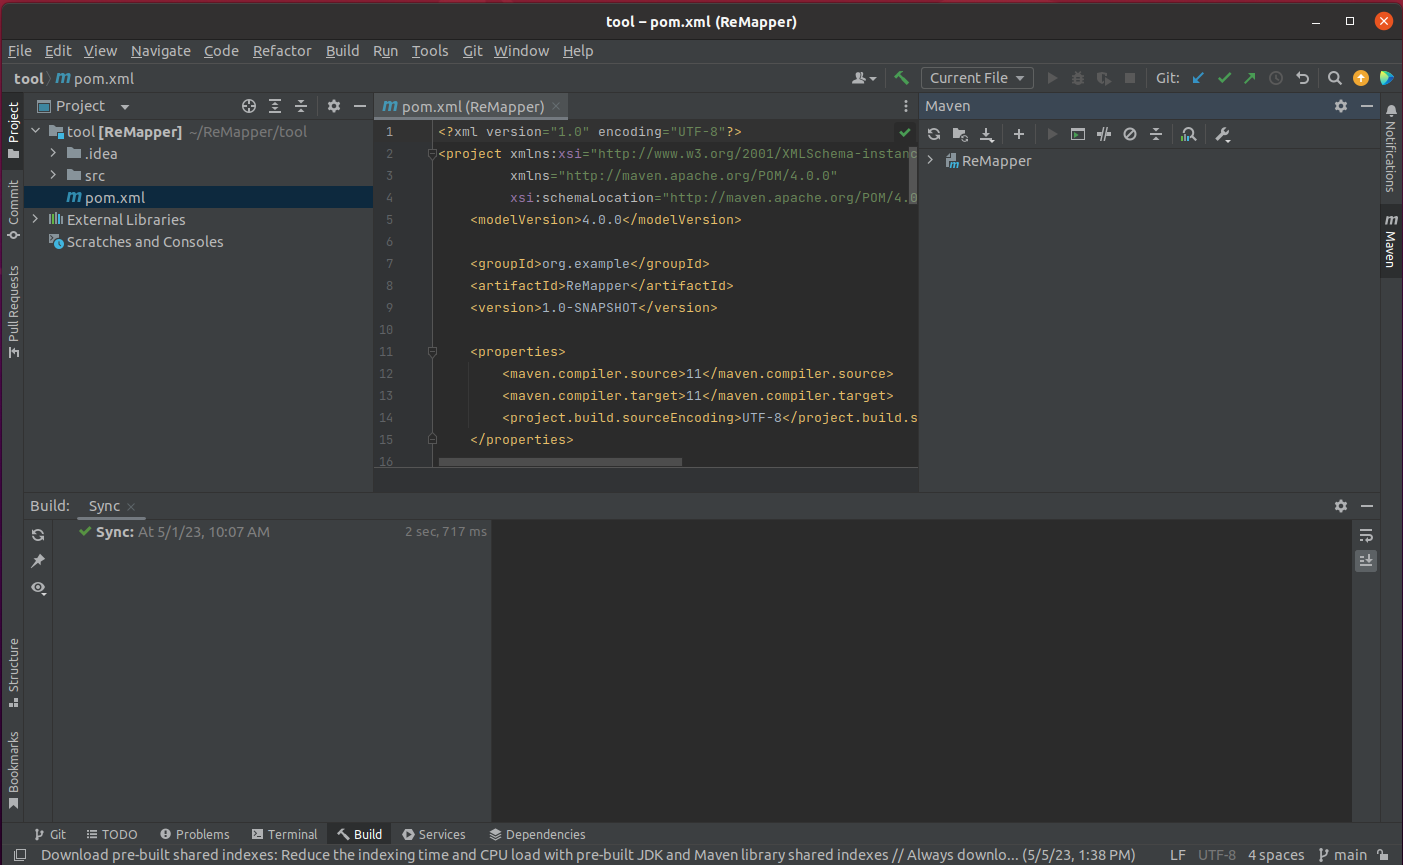 tool – pom.xml (ReMapper)
File Edit View Navigate Code Refactor Build Run Tools Git Window Help
tool pom.xml Current File Git:
Project
Project
tool [ReMapper] ~/ReMapper/tool
.idea
src
pom.xml
External Libraries
Scratches and Consoles
Commit
Pull Requests
Structure
Bookmarks
pom.xml (ReMapper)
1 <?xml version="1.0" encoding="UTF-8"?>
2 <project xmlns:xsi="http://www.w3.org/2001/XMLSchema-instanc
3 xmlns="http://maven.apache.org/POM/4.0.0"
4 xsi:schemaLocation="http://maven.apache.org/POM/4.0
5 <modelVersion>4.0.0</modelVersion>
6
7 <groupId>org.example</groupId>
8 <artifactId>ReMapper</artifactId>
9 <version>1.0-SNAPSHOT</version>
10
11 <properties>
12 <maven.compiler.source>11</maven.compiler.source>
13 <maven.compiler.target>11</maven.compiler.target>
14 <project.build.sourceEncoding>UTF-8</project.build.s
15 </properties>
16
Maven
ReMapper
Notifications
Maven
Build: Sync
Sync: At 5/1/23, 10:07 AM 2 sec, 717 ms
Git TODO Problems Terminal Build Services Dependencies
Download pre-built shared indexes: Reduce the indexing time and CPU load with pre-built JDK and Maven library shared indexes // Always downlo... (5/5/23, 1:38 PM) LF UTF-8 4 spaces main